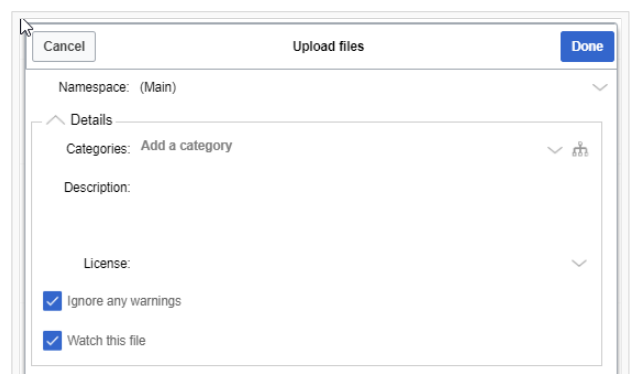 Cancel Upload files Done
Namespace: (Main)
Details
Categories: Add a category
Description:
License:
Ignore any warnings
Watch this file